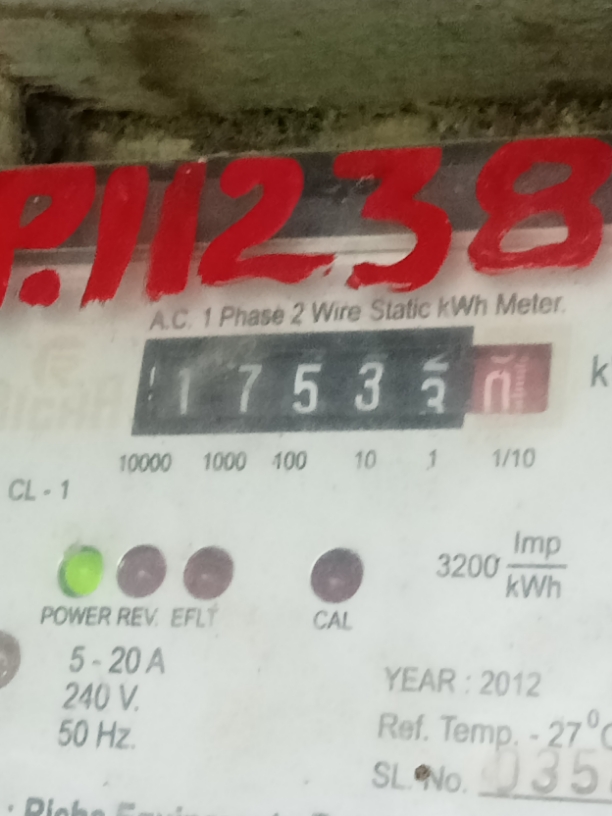 P.11238
A.C. 1 Phase 2 Wire Static kWh Meter.
1 7 5 3
k
10000 1000 100 10 1 1/10
CL - 1
3200 Imp/kWh
POWER REV. EFLT CAL
5 - 20 A
240 V.
50 Hz.
YEAR : 2012
Ref. Temp. - 27°C
SL. No. 035